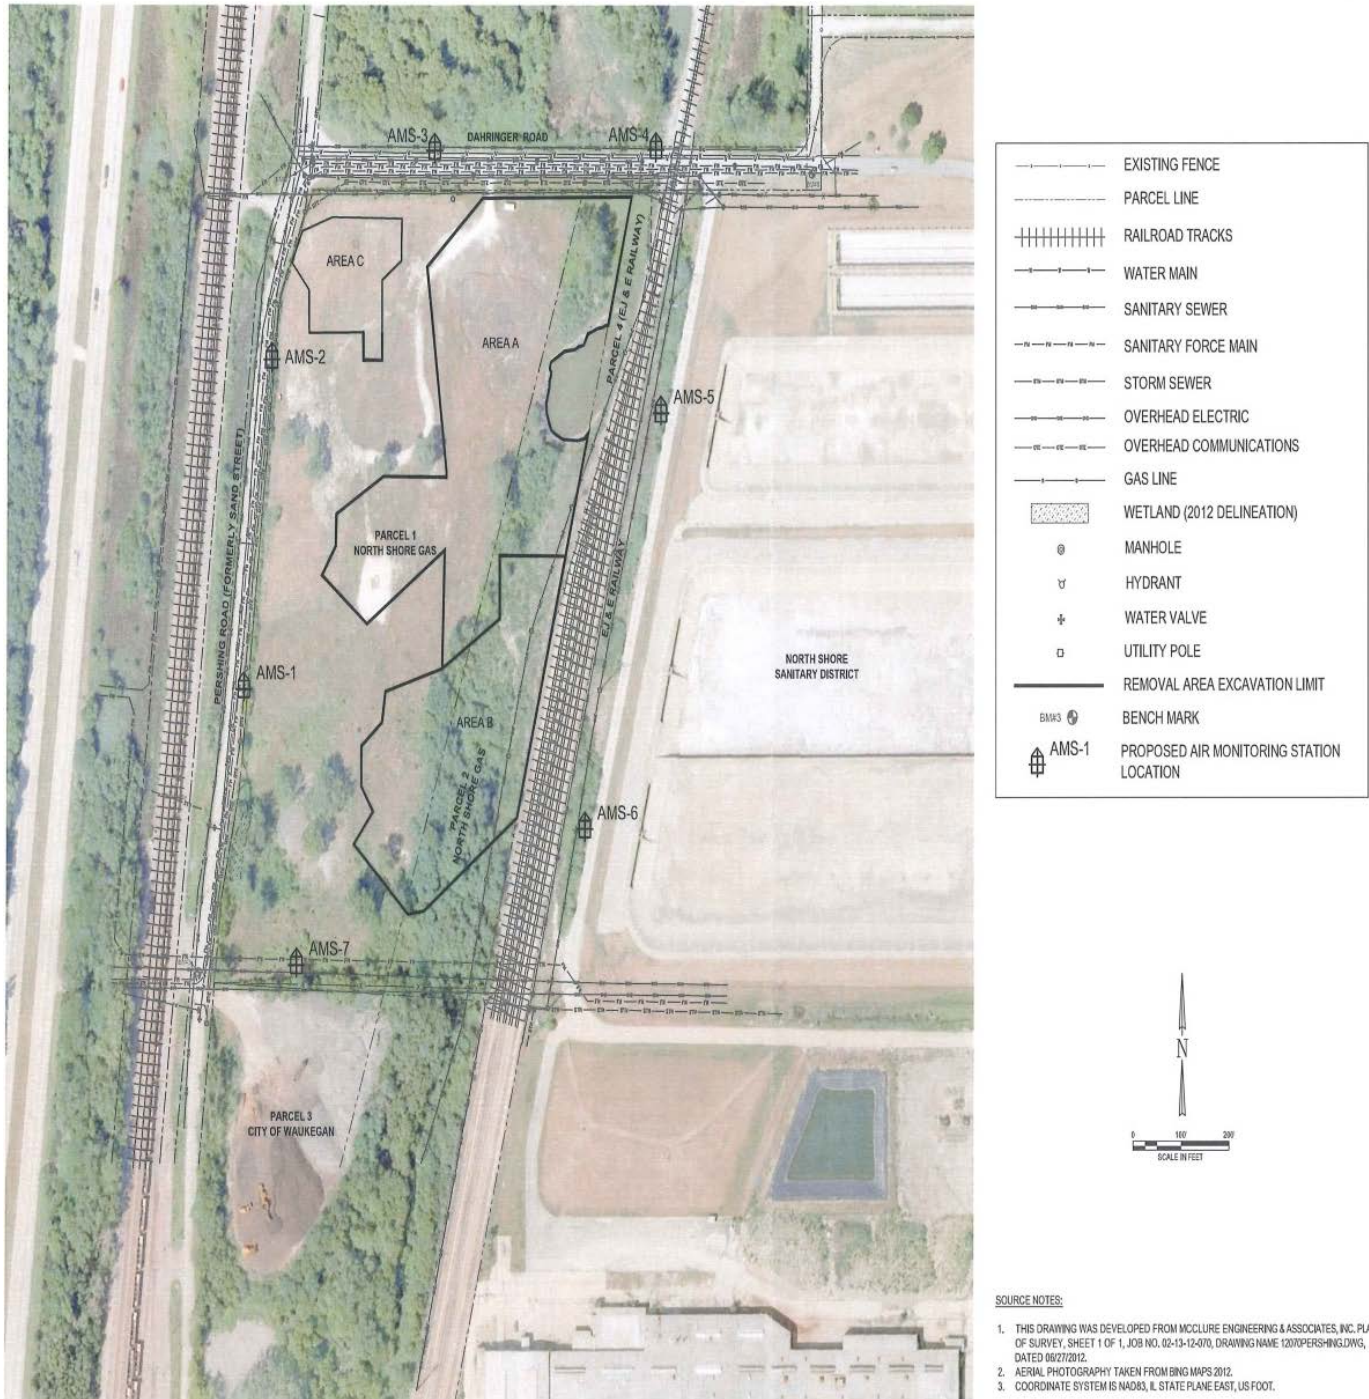 AMS-3
DAHRINGER ROAD
AMS-4
AREA C
AREA A
PARCEL 4 (EJ & E RAILWAY)
AMS-2
AMS-5
PERSHING ROAD (FORMERLY SAND STREET)
PARCEL 1
NORTH SHORE GAS
EJ & E RAILWAY
NORTH SHORE
SANITARY DISTRICT
AMS-1
AREA B
PARCEL 2
NORTH SHORE GAS
AMS-6
AMS-7
PARCEL 3
CITY OF WAUKEGAN
EXISTING FENCE
PARCEL LINE
RAILROAD TRACKS
WATER MAIN
SANITARY SEWER
SANITARY FORCE MAIN
STORM SEWER
OVERHEAD ELECTRIC
OVERHEAD COMMUNICATIONS
GAS LINE
WETLAND (2012 DELINEATION)
MANHOLE
HYDRANT
WATER VALVE
UTILITY POLE
REMOVAL AREA EXCAVATION LIMIT
BM#3
BENCH MARK
AMS-1
PROPOSED AIR MONITORING STATION
LOCATION
N
0 100' 200'
SCALE IN FEET
SOURCE NOTES:
1. THIS DRAWING WAS DEVELOPED FROM MCCLURE ENGINEERING & ASSOCIATES, INC. PLA
OF SURVEY, SHEET 1 OF 1, JOB NO. 02-13-12-070, DRAWING NAME 12070PERSHING.DWG,
DATED 06/27/2012.
2. AERIAL PHOTOGRAPHY TAKEN FROM BING MAPS 2012.
3. COORDINATE SYSTEM IS NAD83, IL STATE PLANE EAST, US FOOT.